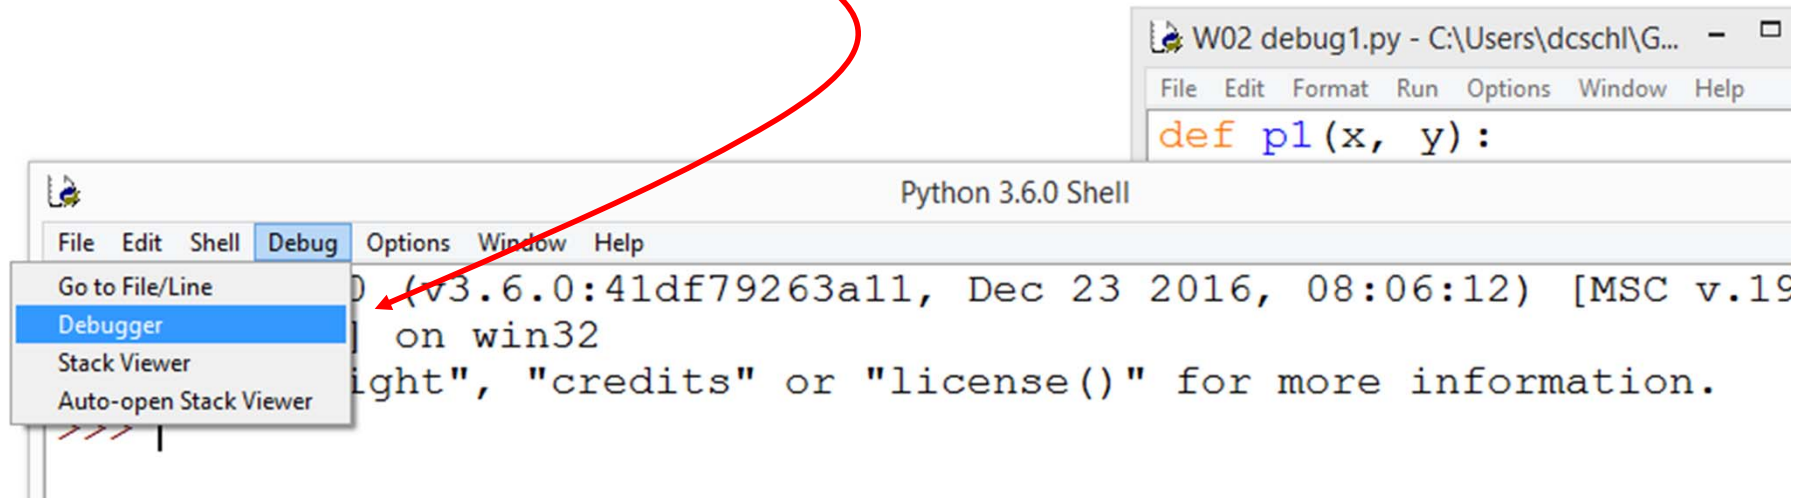 W02 debug1.py - C:\Users\dcschl\G...
File Edit Format Run Options Window Help
def p1(x, y):
Python 3.6.0 Shell
File Edit Shell Debug Options Window Help
Go to File/Line
Debugger
Stack Viewer
Auto-open Stack Viewer
0 (v3.6.0:41df79263a11, Dec 23 2016, 08:06:12) [MSC v.19
] on win32
ight", "credits" or "license()" for more information.
>>>